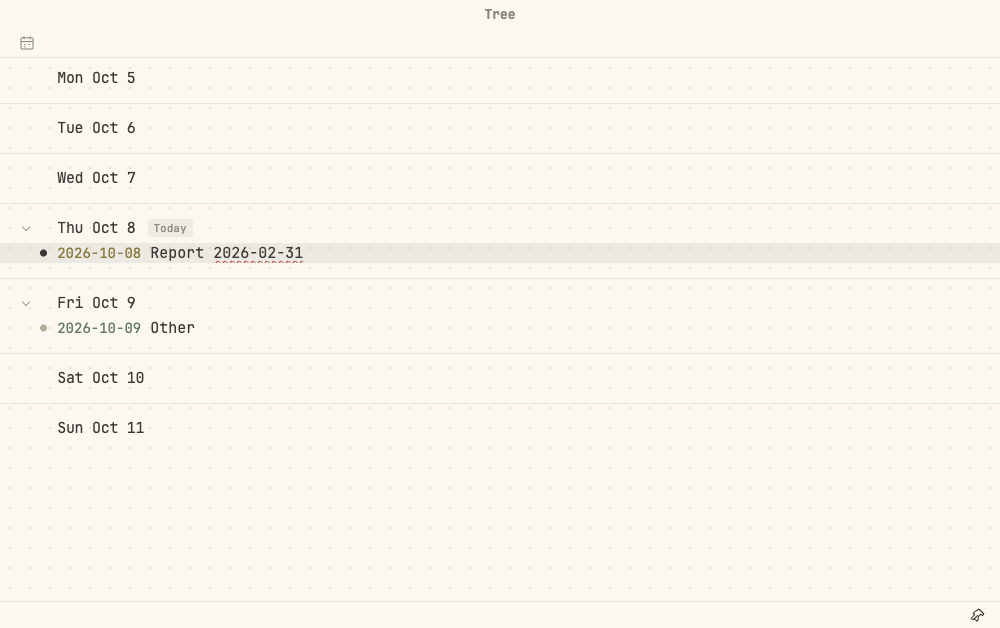 Tree
Mon Oct 5
Tue Oct 6
Wed Oct 7
Thu Oct 8 Today
2026-10-08 Report 2026-02-31
Fri Oct 9
2026-10-09 Other
Sat Oct 10
Sun Oct 11